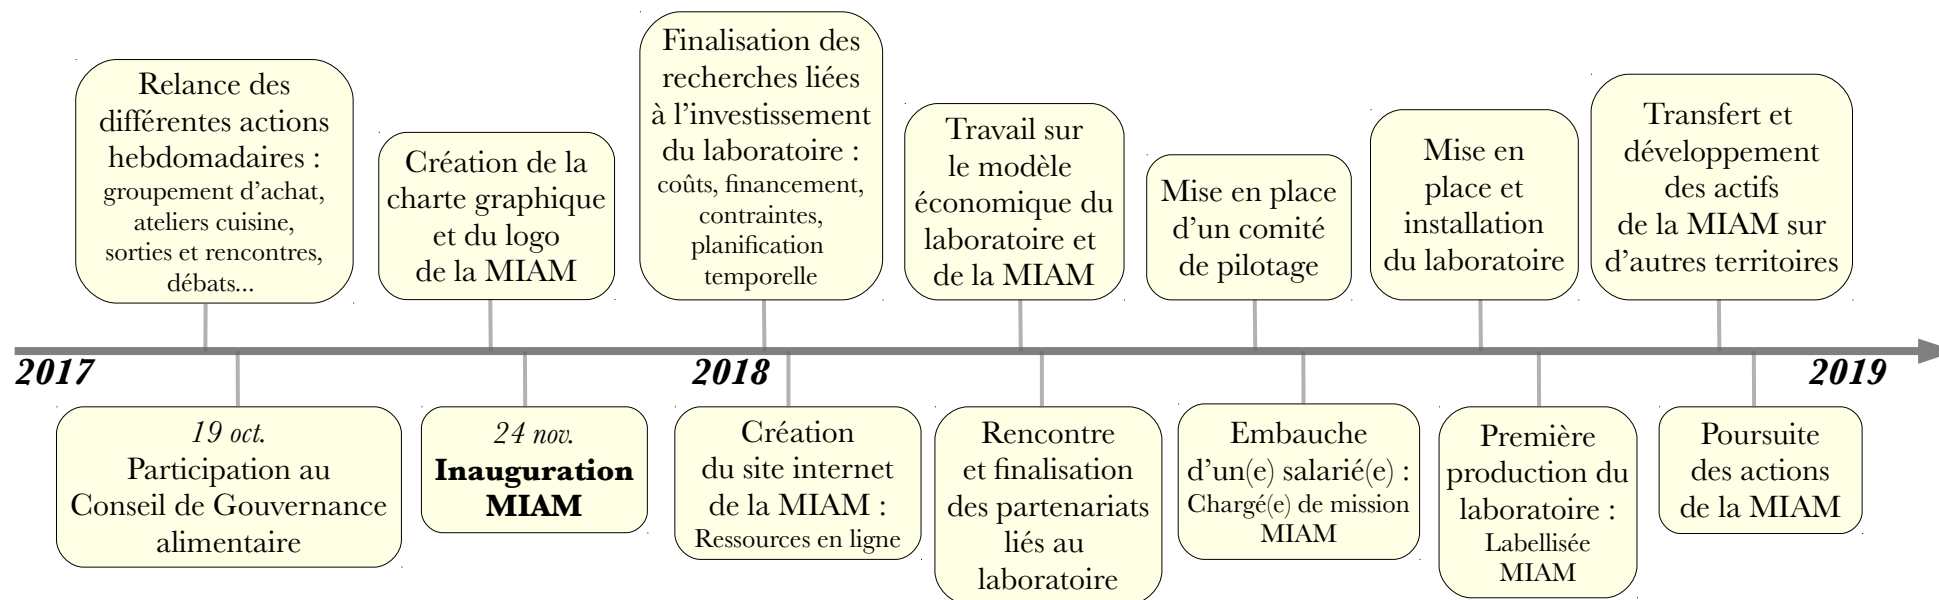 Relance des
différentes actions
hebdomadaires :
groupement d’achat,
ateliers cuisine,
sorties et rencontres,
débats...
Création de la
charte graphique
et du logo
de la MIAM
Finalisation des
recherches liées
à l’investissement
du laboratoire :
coûts, financement,
contraintes,
planification
temporelle
Travail sur
le modèle
économique du
laboratoire et
de la MIAM
Mise en place
d’un comité
de pilotage
Mise en
place et
installation
du laboratoire
Transfert et
développement
des actifs
de la MIAM sur
d’autres territoires
2017
2018
2019
19 oct.
Participation au
Conseil de Gouvernance
alimentaire
24 nov.
Inauguration
MIAM
Création
du site internet
de la MIAM :
Ressources en ligne
Rencontre
et finalisation
des partenariats
liés au
laboratoire
Embauche
d’un(e) salarié(e) :
Chargé(e) de mission
MIAM
Première
production du
laboratoire :
Labellisée
MIAM
Poursuite
des actions
de la MIAM